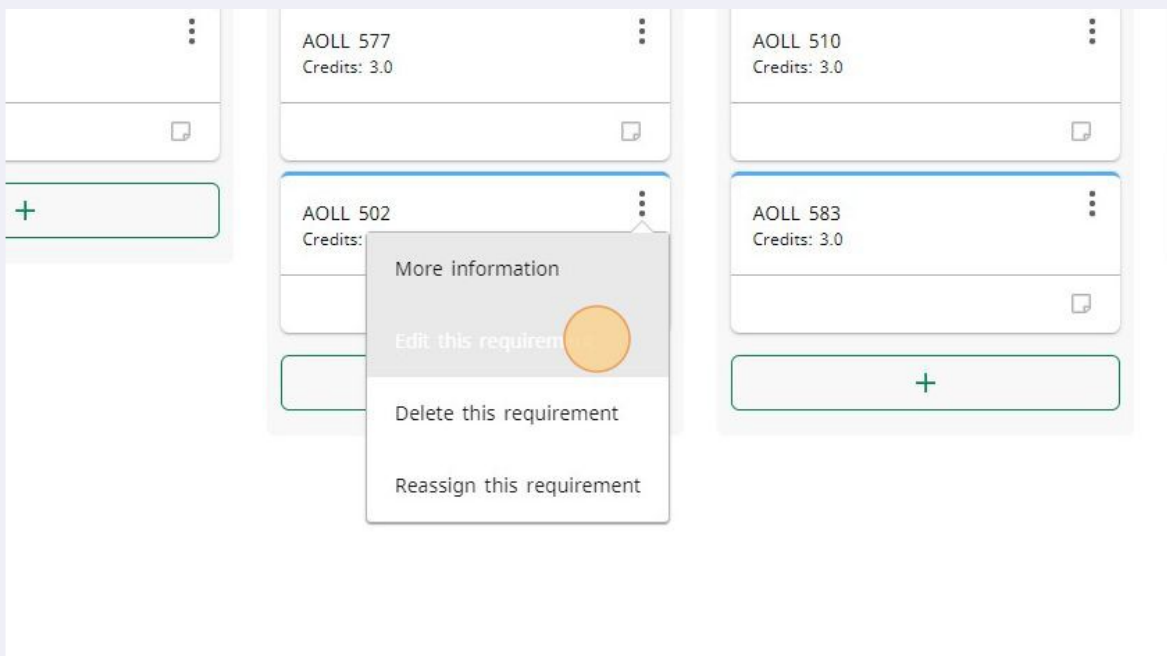 AOLL 577
Credits: 3.0
AOLL 510
Credits: 3.0
+
AOLL 502
Credits:
AOLL 583
Credits: 3.0
More information
Edit this
Delete this requirement
Reassign this requirement
+